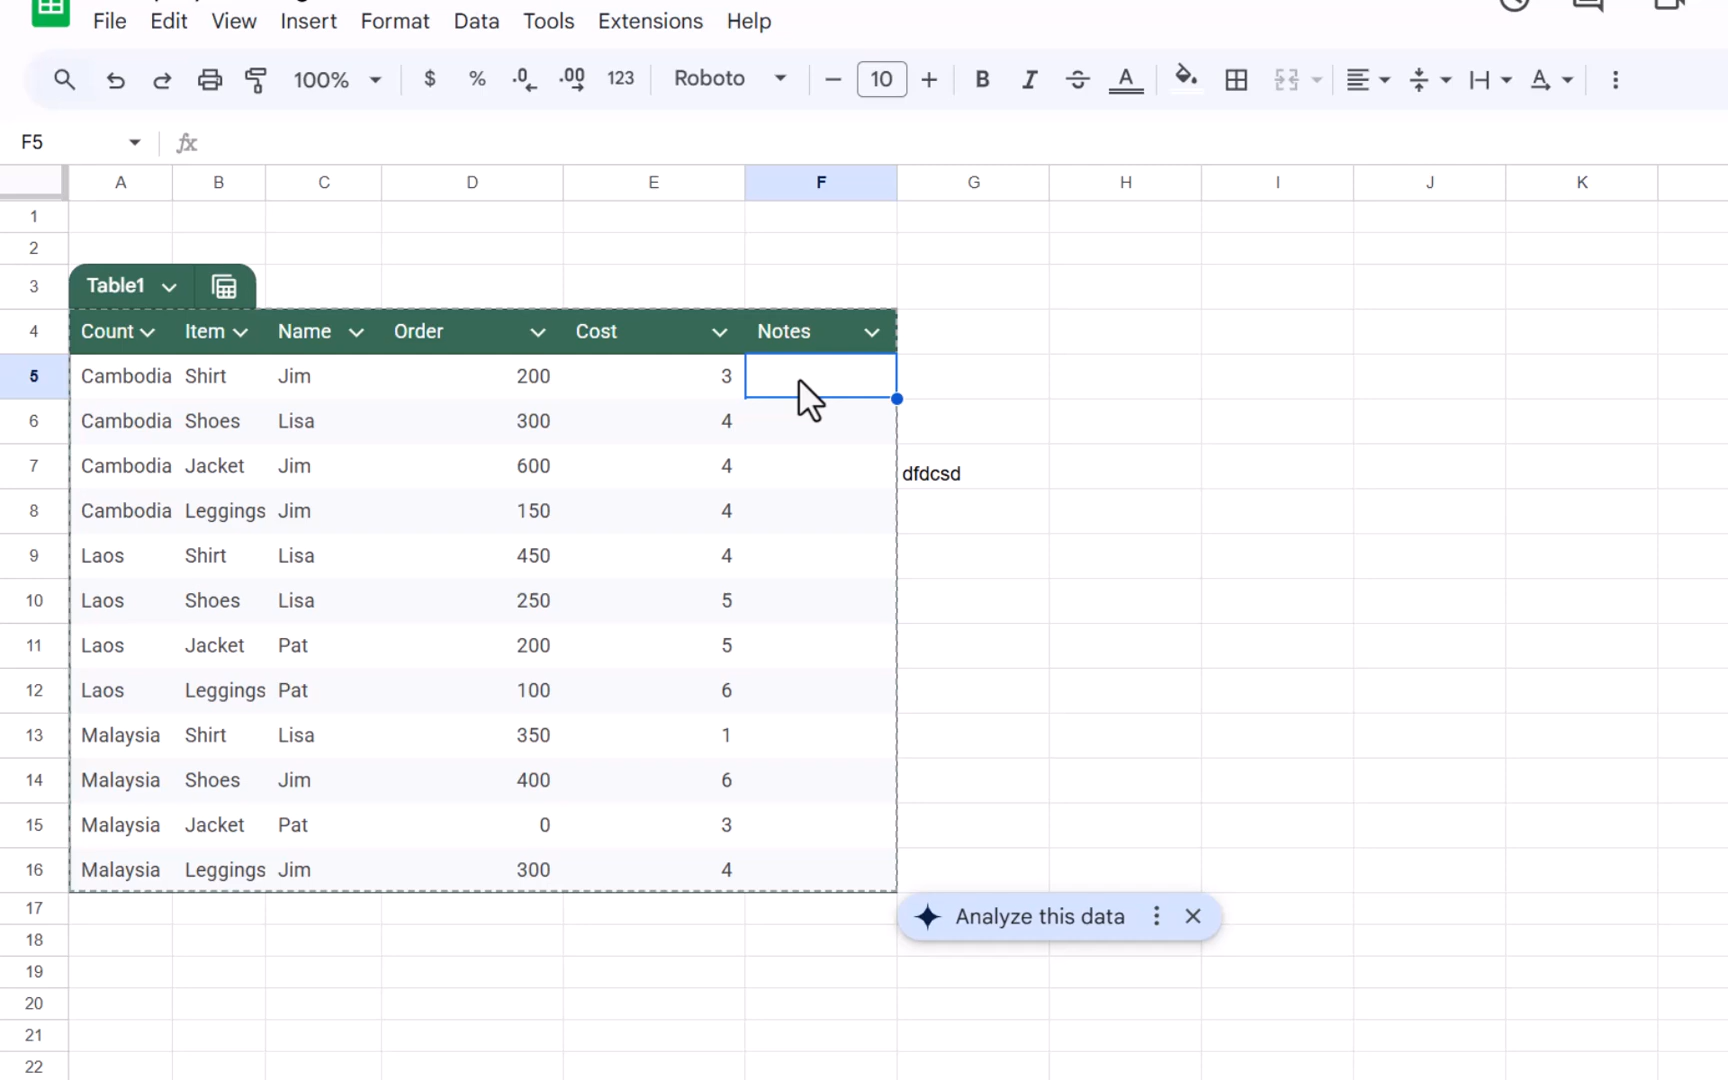 File Edit View Insert Format Data Tools Extensions Help
100% $ % .0 .00 123 Roboto 10 B I S A A
F5 fx
A B C D E F G H I J K
1
2
3 Table1
4 Count Item Name Order Cost Notes
5 Cambodia Shirt Jim 200 3
6 Cambodia Shoes Lisa 300 4
7 Cambodia Jacket Jim 600 4 dfdcsd
8 Cambodia Leggings Jim 150 4
9 Laos Shirt Lisa 450 4
10 Laos Shoes Lisa 250 5
11 Laos Jacket Pat 200 5
12 Laos Leggings Pat 100 6
13 Malaysia Shirt Lisa 350 1
14 Malaysia Shoes Jim 400 6
15 Malaysia Jacket Pat 0 3
16 Malaysia Leggings Jim 300 4
17 Analyze this data
18
19
20
21
22